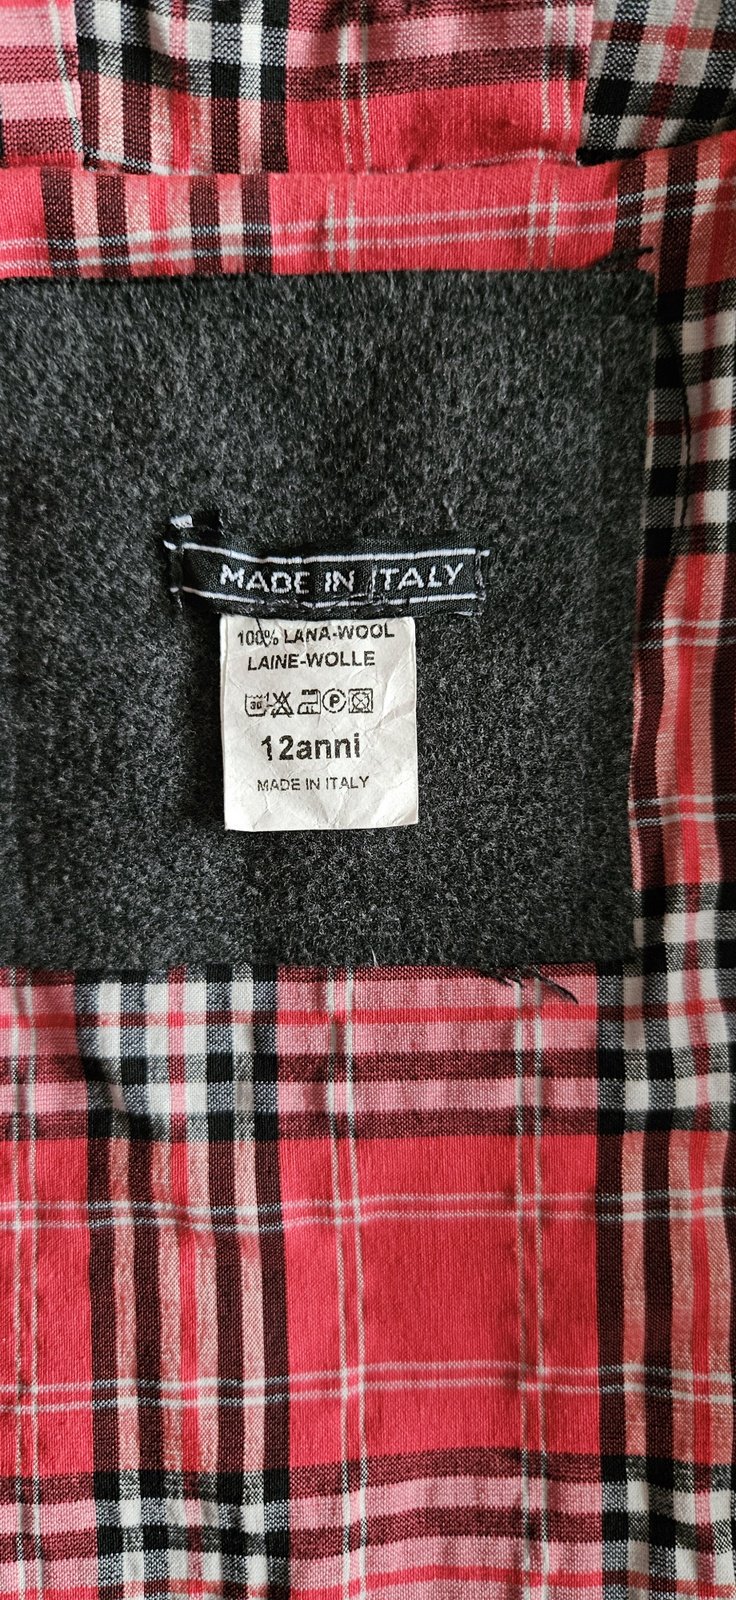 MADE IN ITALY
100% LANA-WOOL
LAINE-WOLLE
30 P
12anni
MADE IN ITALY